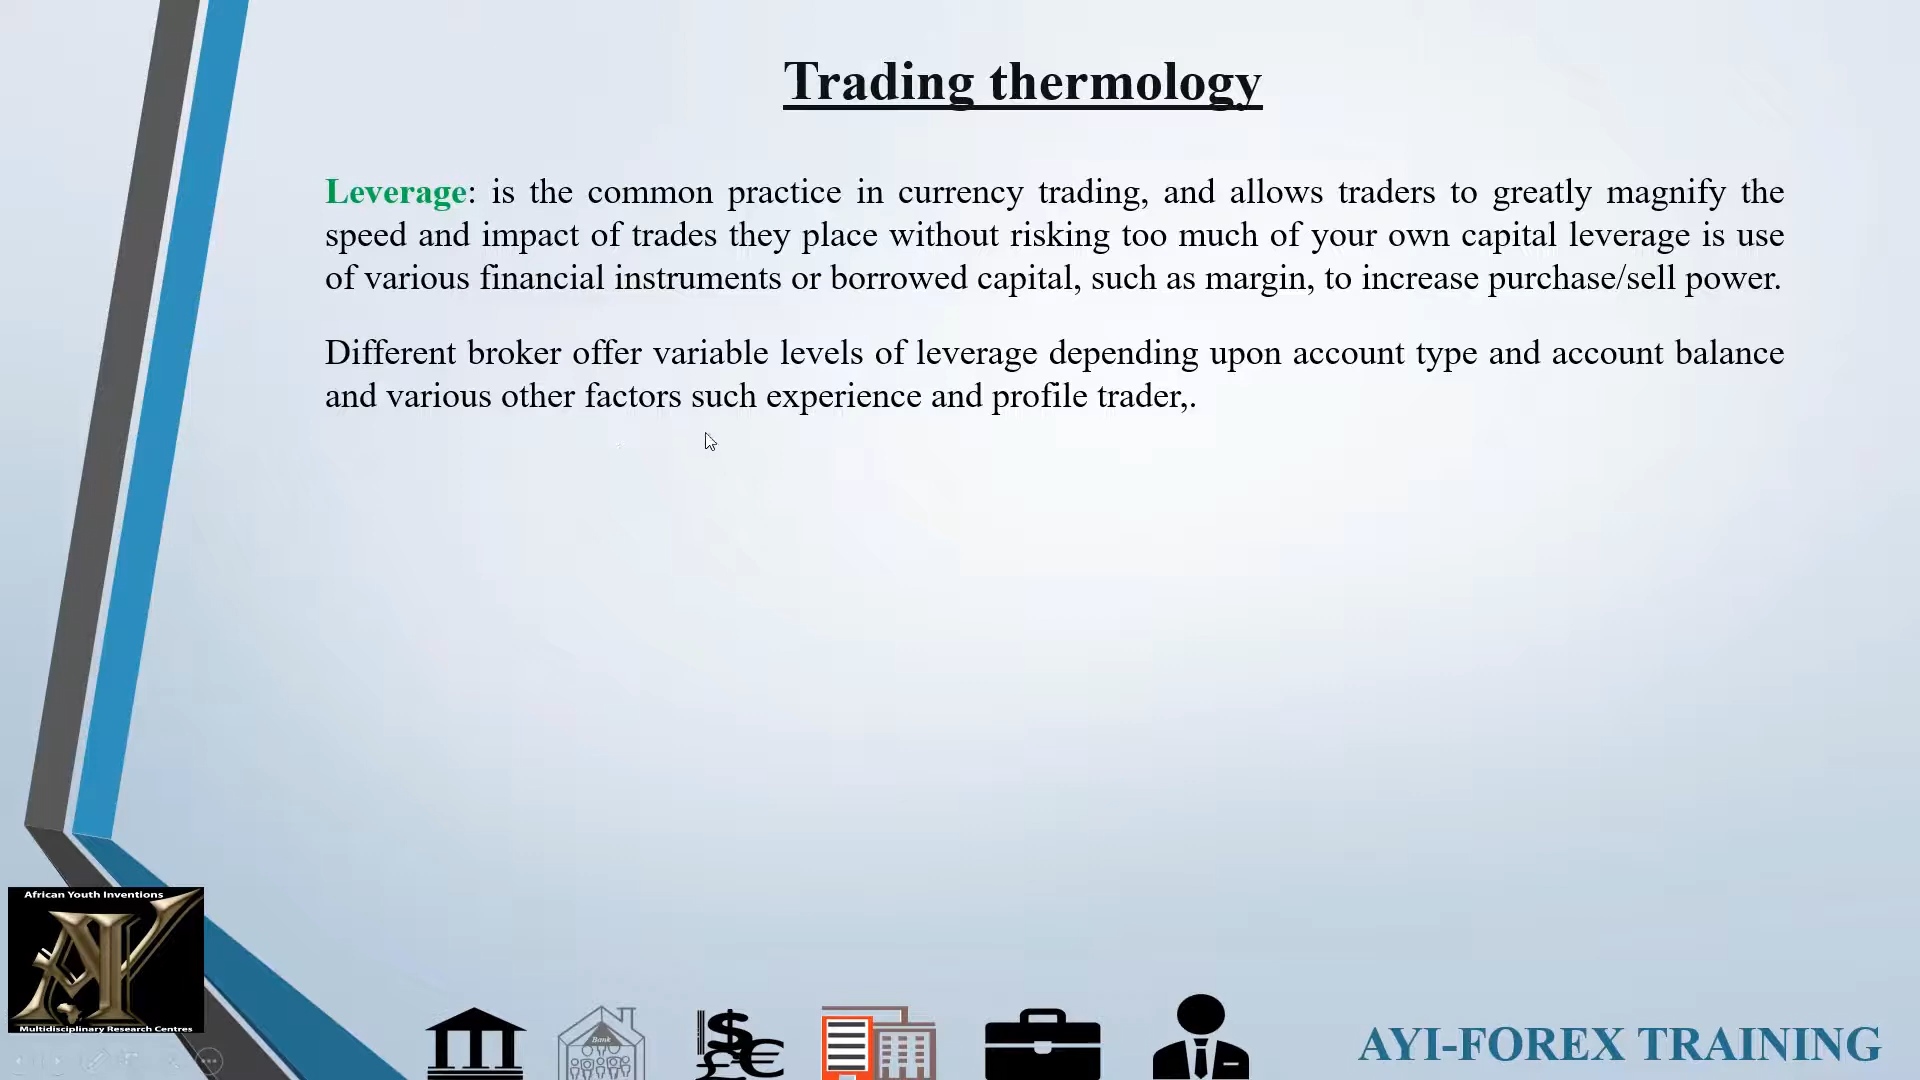 Trading thermology
Leverage: is the common practice in currency trading, and allows traders to greatly magnify the
speed and impact of trades they place without risking too much of your own capital leverage is use
of various financial instruments or borrowed capital, such as margin, to increase purchase/sell power.
Different broker offer variable levels of leverage depending upon account type and account balance
and various other factors such experience and profile trader,.
African Youth Inventions
AY
Multidisciplinary Research Centres
Bank
$
£€
AYI-FOREX TRAINING